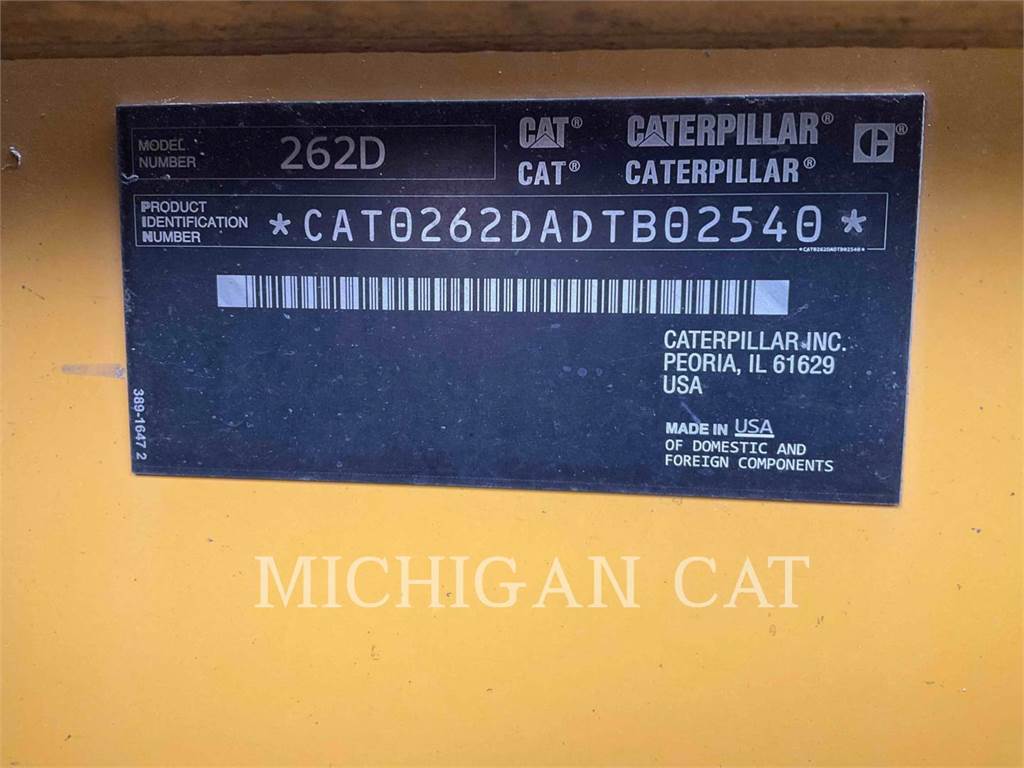 MODEL NUMBER 262D
CAT® CATERPILLAR®
CAT® CATERPILLAR®
PRODUCT
IDENTIFICATION
NUMBER
*CAT0262DADTB02540*
*CAT0262DADTB02540*
CATERPILLAR INC.
PEORIA, IL 61629
USA
MADE IN USA
OF DOMESTIC AND
FOREIGN COMPONENTS
389-1647 2
MICHIGAN CAT